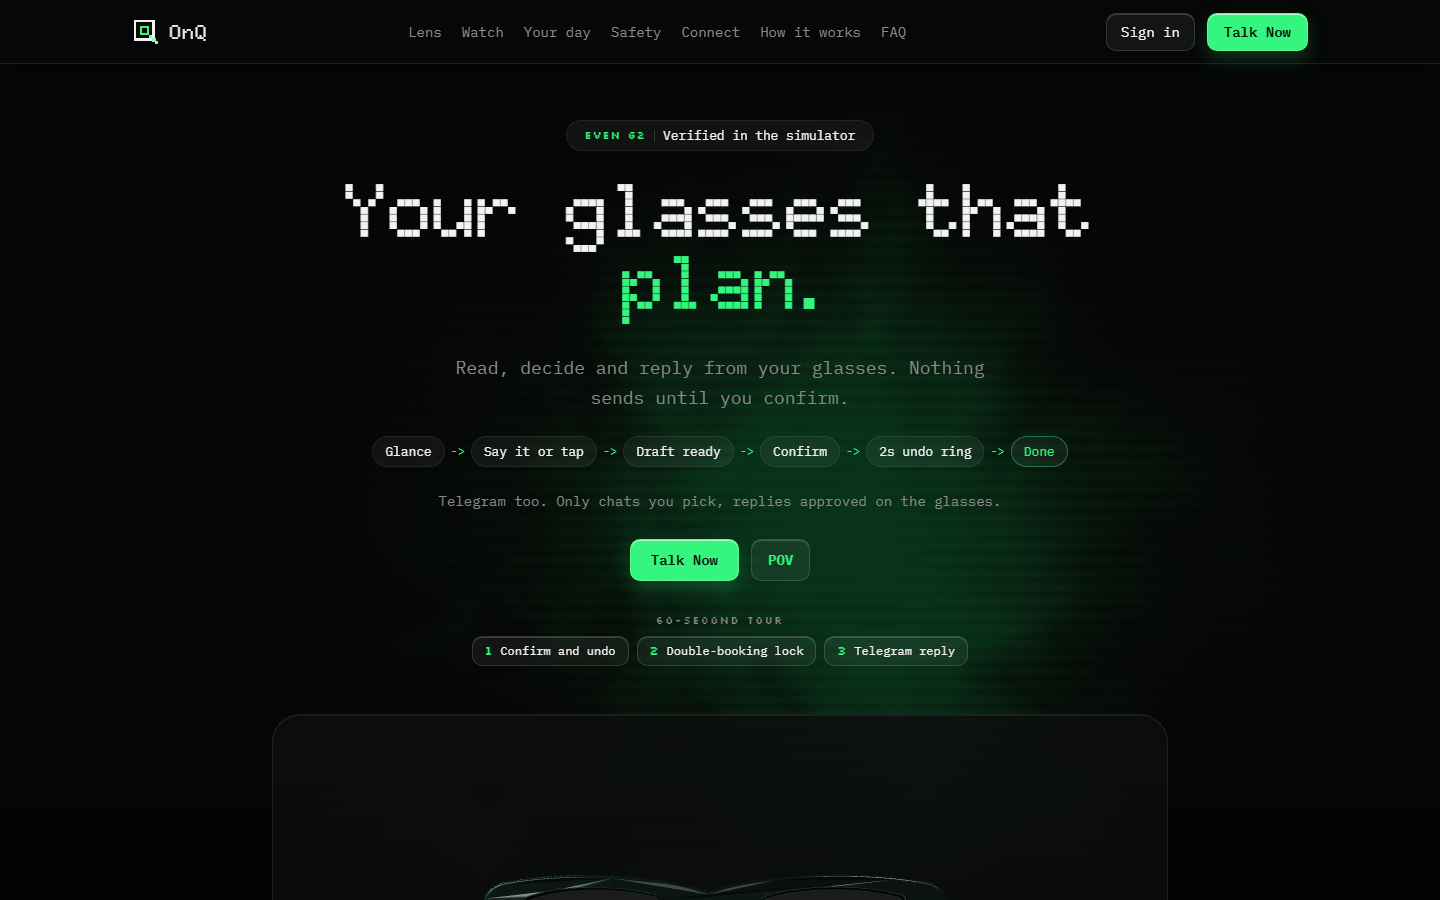 OnQ
Lens Watch Your day Safety Connect How it works FAQ
Sign in
Talk Now
EVEN G2 | Verified in the simulator
Your glasses that
plan.
Read, decide and reply from your glasses. Nothing
sends until you confirm.
Glance -> Say it or tap -> Draft ready -> Confirm -> 2s undo ring -> Done
Telegram too. Only chats you pick, replies approved on the glasses.
Talk Now POV
60-SECOND TOUR
1 Confirm and undo 2 Double-booking lock 3 Telegram reply